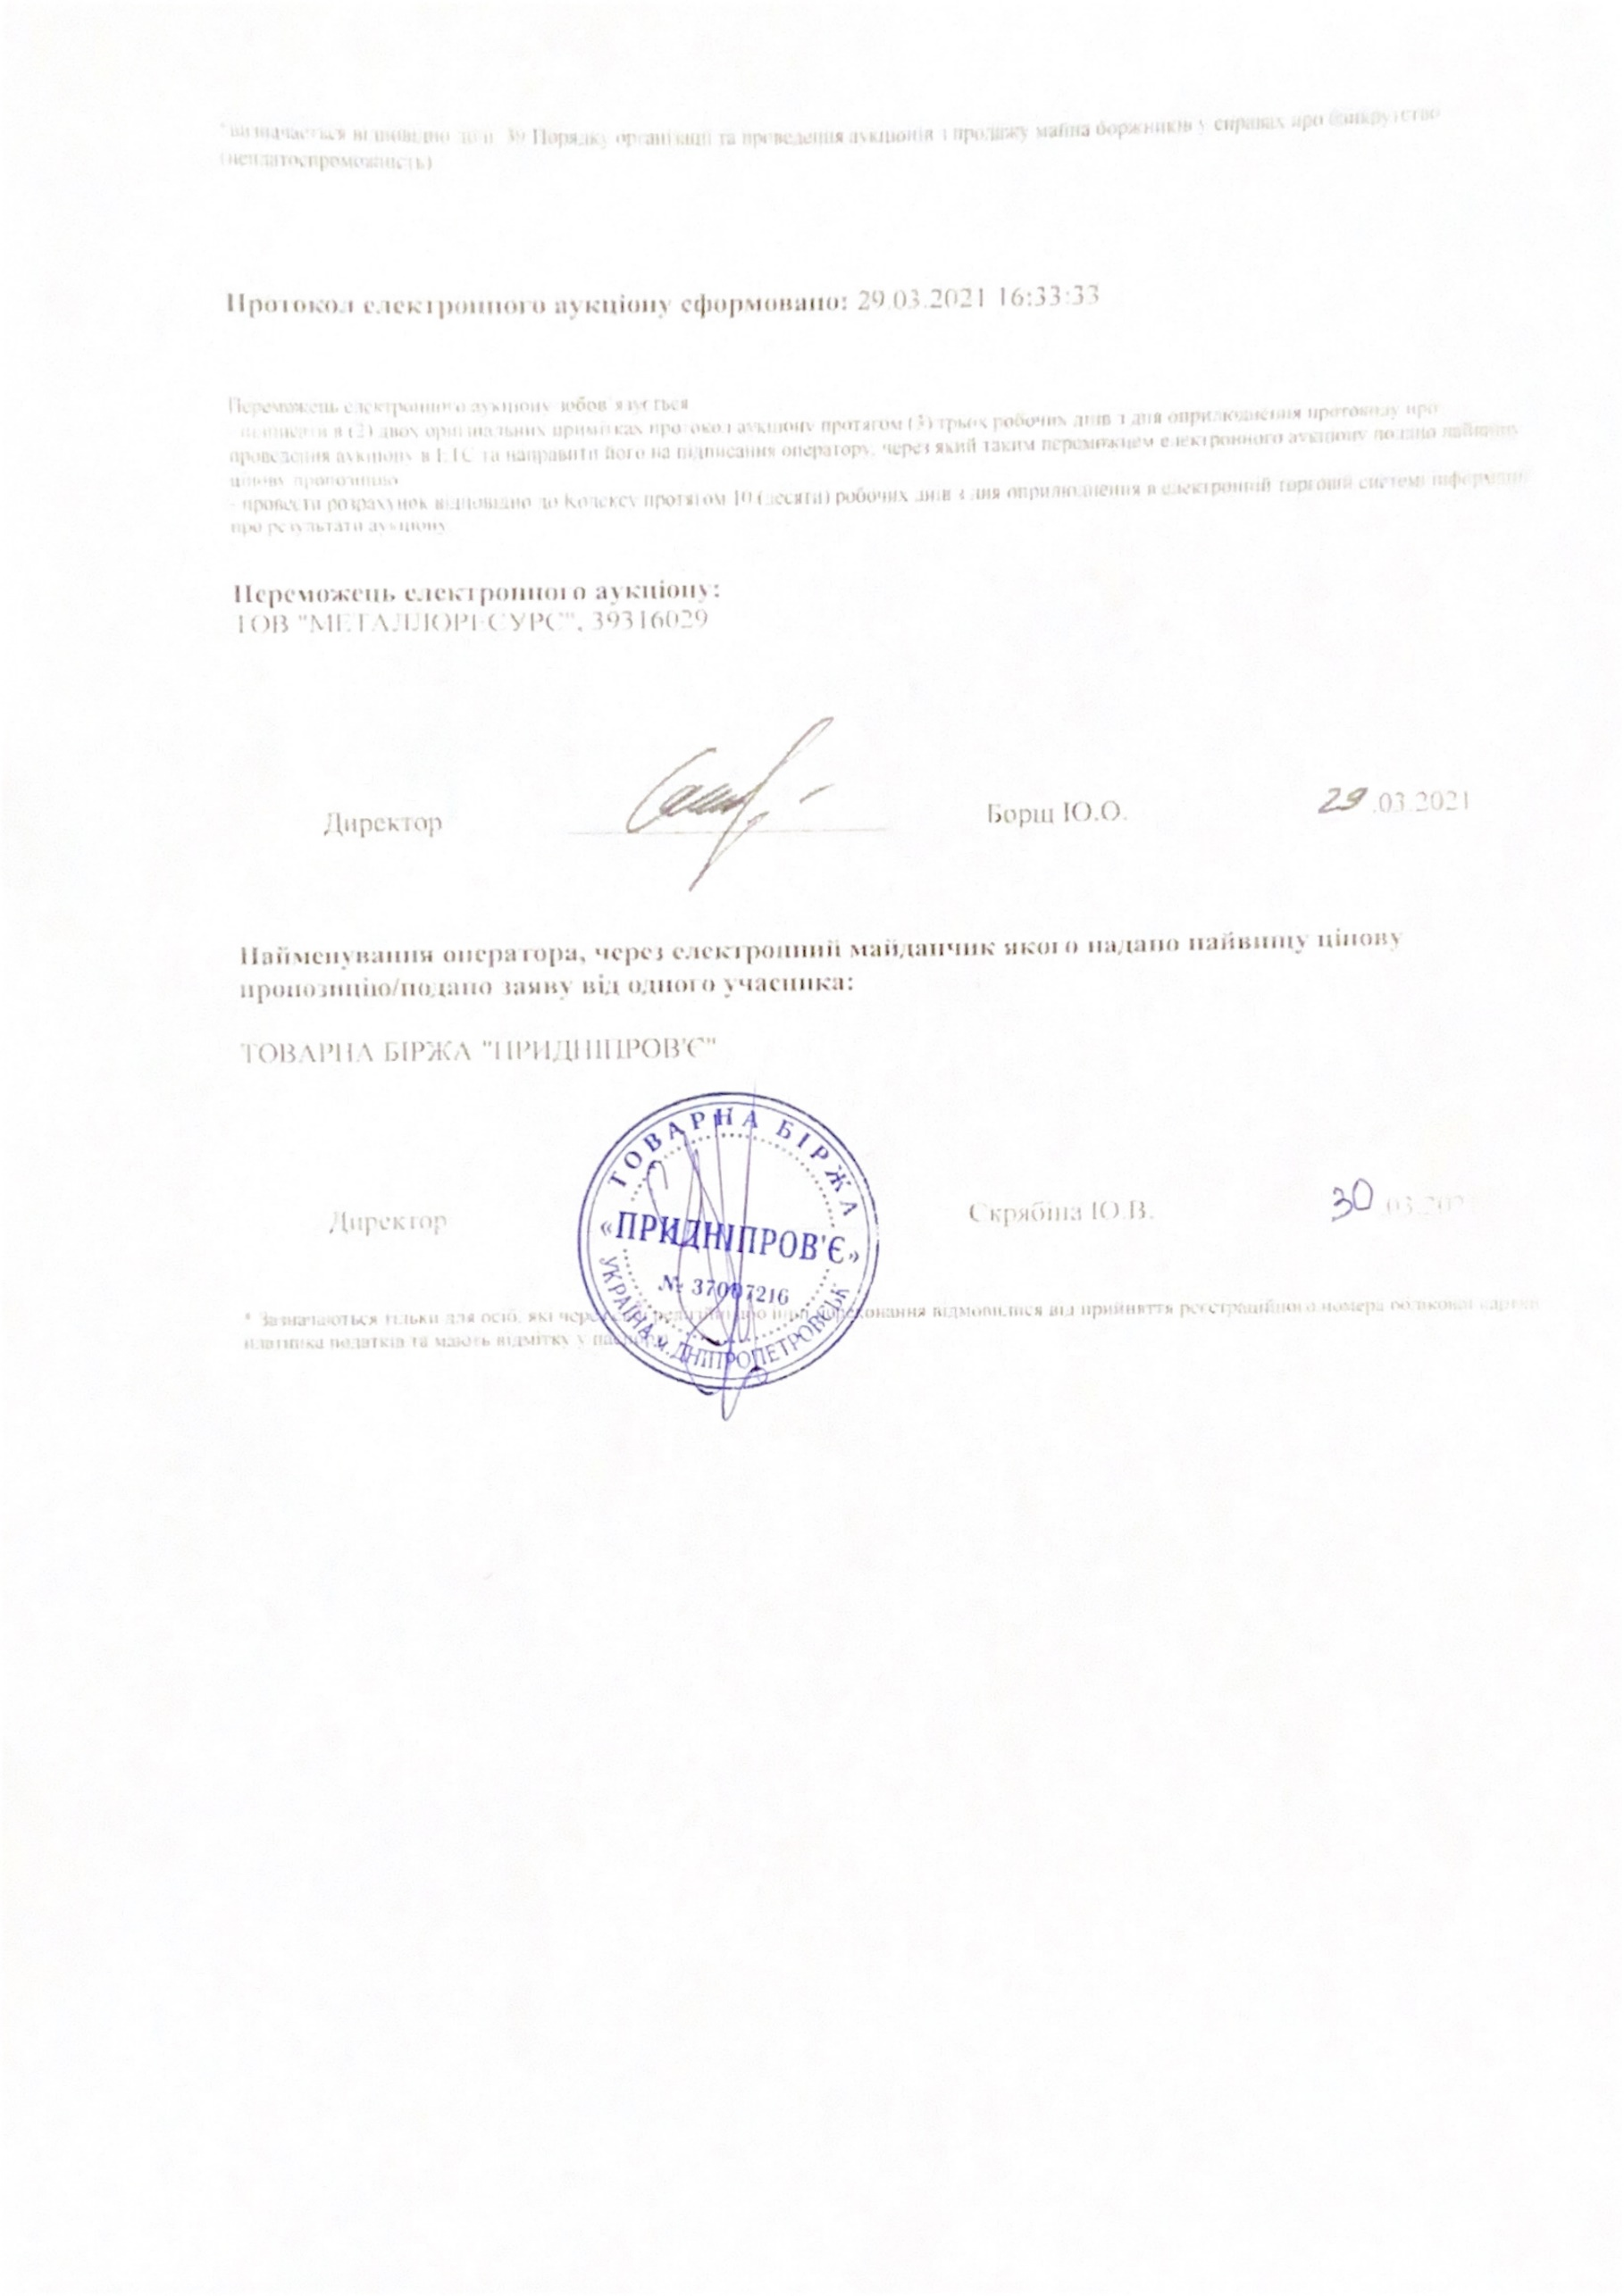 *визначається відповідно до п. 39 Порядку організації та проведення аукціонів з продажу майна боржників у справах про банкрутство
(неплатоспроможність)
Протокол електронного аукціону сформовано: 29.03.2021 16:33:33
Переможець електронного аукціону зобов'язується
- підписати в (2) двох оригінальних примірках протокол аукціону протягом (3) трьох робочих днів з дня оприлюднення протоколу про
проведення аукціону в ЕТС та направити його на підписання оператору, через який таким переможцем електронного аукціону подано найвищу
цінову пропозицію
- провести розрахунок відповідно до Кодексу протягом 10 (десяти) робочих днів з дня оприлюднення в електронній торговій системі інформації
про результати аукціону
Переможець електронного аукціону:
ТОВ "МЕТАЛЛОРЕСУРС", 39316029
Директор Борщ Ю.О. 29.03.2021
Найменування оператора, через електронний майданчик якого надано найвищу цінову
пропозицію/подано заяву від одного учасника:
ТОВАРНА БІРЖА "ПРИДНІПРОВ'Є"
ТОВАРНА БІРЖА
«ПРИДНІПРОВ'Є»
№ 37007216
УКРАЇНА м. ДНІПРОПЕТРОВСЬК
Директор Скрябіна Ю.В. 30.03.202
* Зазначаються тільки для осіб, які через релігійні або інші переконання відмовилися від прийняття реєстраційного номера облікової картки
платника податків та мають відмітку у паспорті